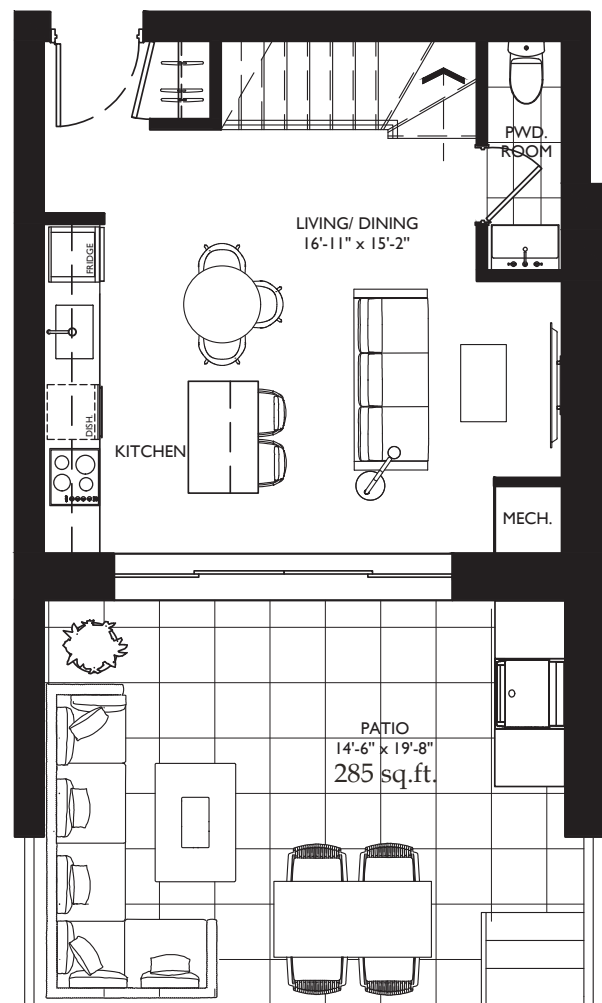 PWD.
ROOM
LIVING/ DINING
16'-11" x 15'-2"
FRIDGE
DISH.
KITCHEN
MECH.
PATIO
14'-6" x 19'-8"
285 sq.ft.